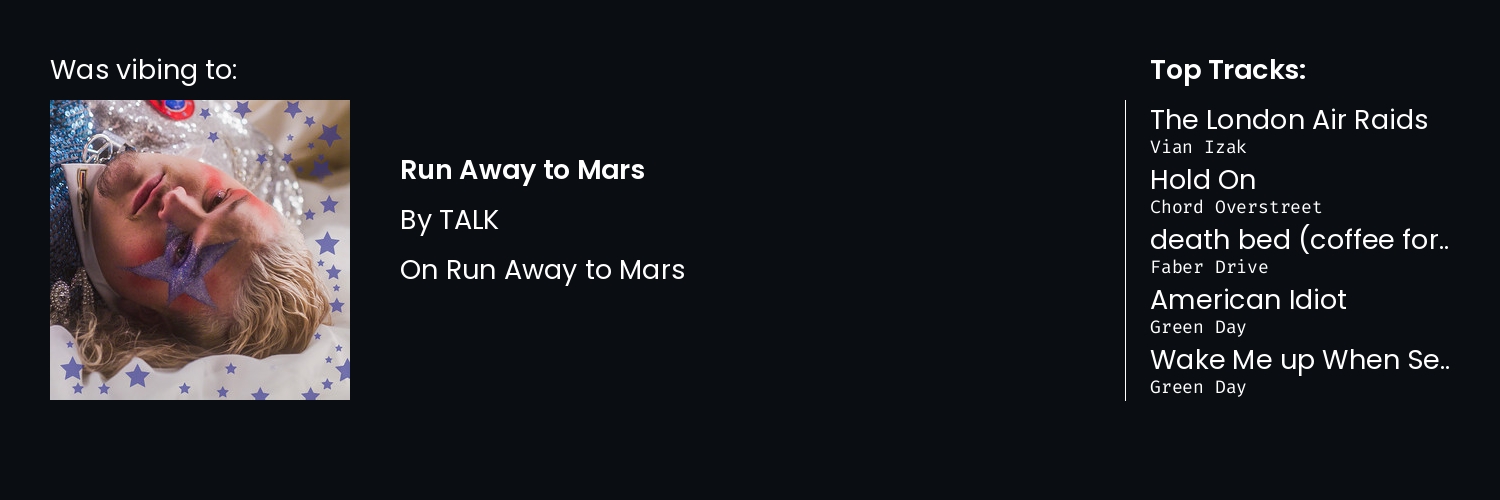 Was vibing to:
Run Away to Mars
By TALK
On Run Away to Mars
Top Tracks:
The London Air Raids
Vian Izak
Hold On
Chord Overstreet
death bed (coffee for..
Faber Drive
American Idiot
Green Day
Wake Me up When Se..
Green Day